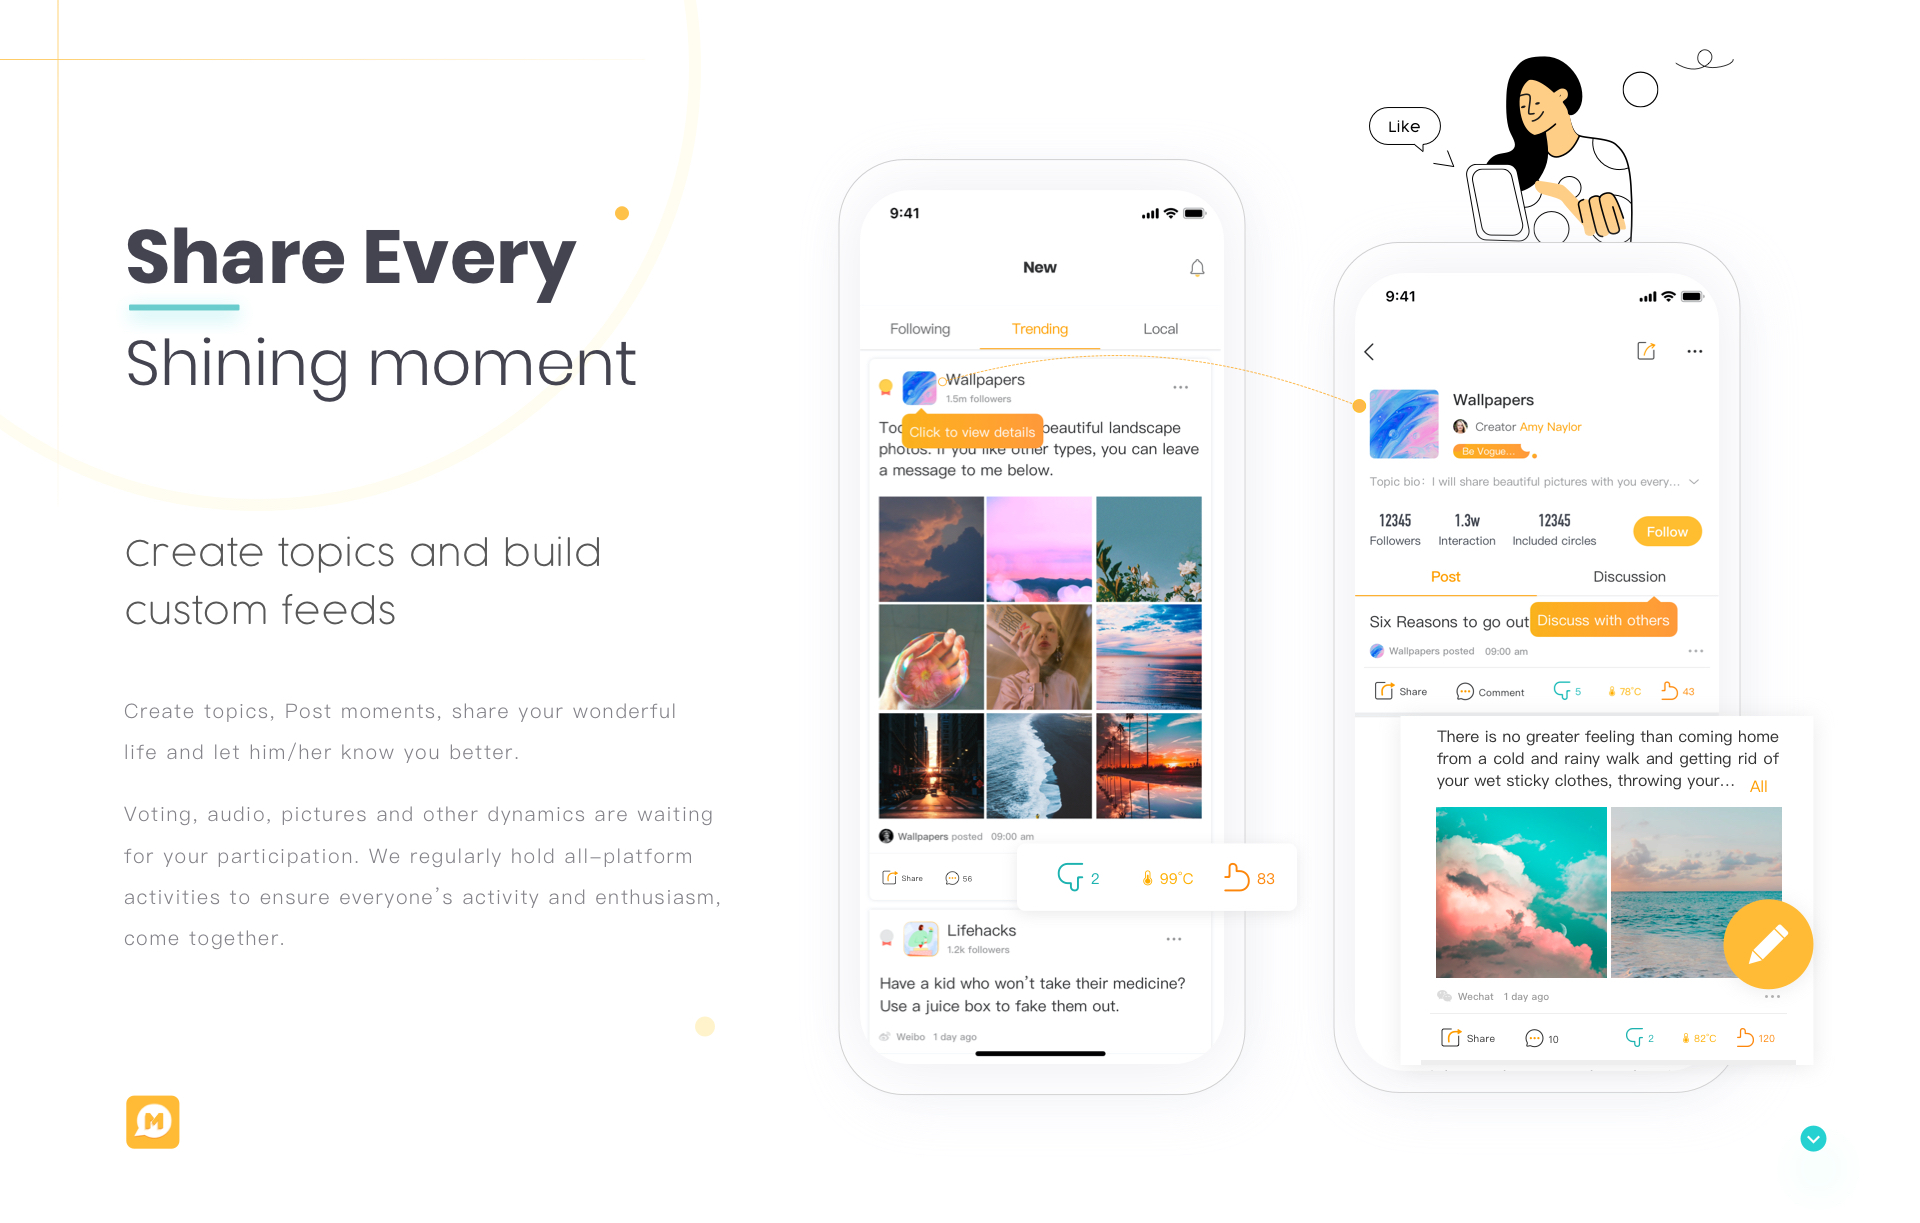 Share Every
Shining moment
Create topics and build
custom feeds
Create topics, Post moments, share your wonderful
life and let him/her know you better.
Voting, audio, pictures and other dynamics are waiting
for your participation. We regularly hold all-platform
activities to ensure everyone's activity and enthusiasm,
come together.
M
9:41
New
Following Trending Local
Wallpapers
1.5m followers
Click to view details
beautiful landscape
photos. If you like other types, you can leave
a message to me below.
Wallpapers posted 09:00 am
Share 56
2 99°C 83
Lifehacks
1.2k followers
Have a kid who won't take their medicine?
Use a juice box to fake them out.
Weibo 1 day ago
Like
9:41
Wallpapers
Creator Amy Naylor
Be Vogue...
Topic bio: I will share beautiful pictures with you every...
12345 1.3w 12345
Followers Interaction Included circles
Follow
Post Discussion
Six Reasons to go out
Discuss with others
Wallpapers posted 09:00 am
Share Comment 5 78°C 43
There is no greater feeling than coming home
from a cold and rainy walk and getting rid of
your wet sticky clothes, throwing your... All
Wechat 1 day ago
Share 10 2 82°C 120